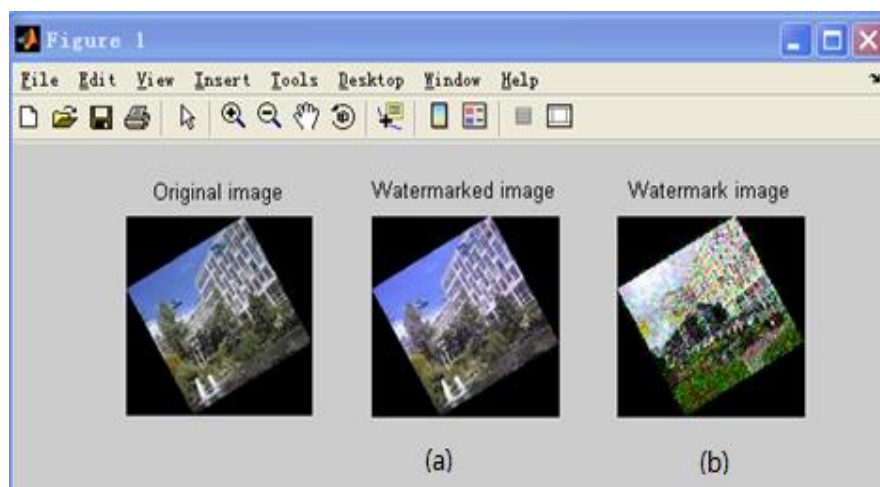 Figure 1
File Edit View Insert Tools Desktop Window Help
Original image Watermarked image Watermark image
(a) (b)